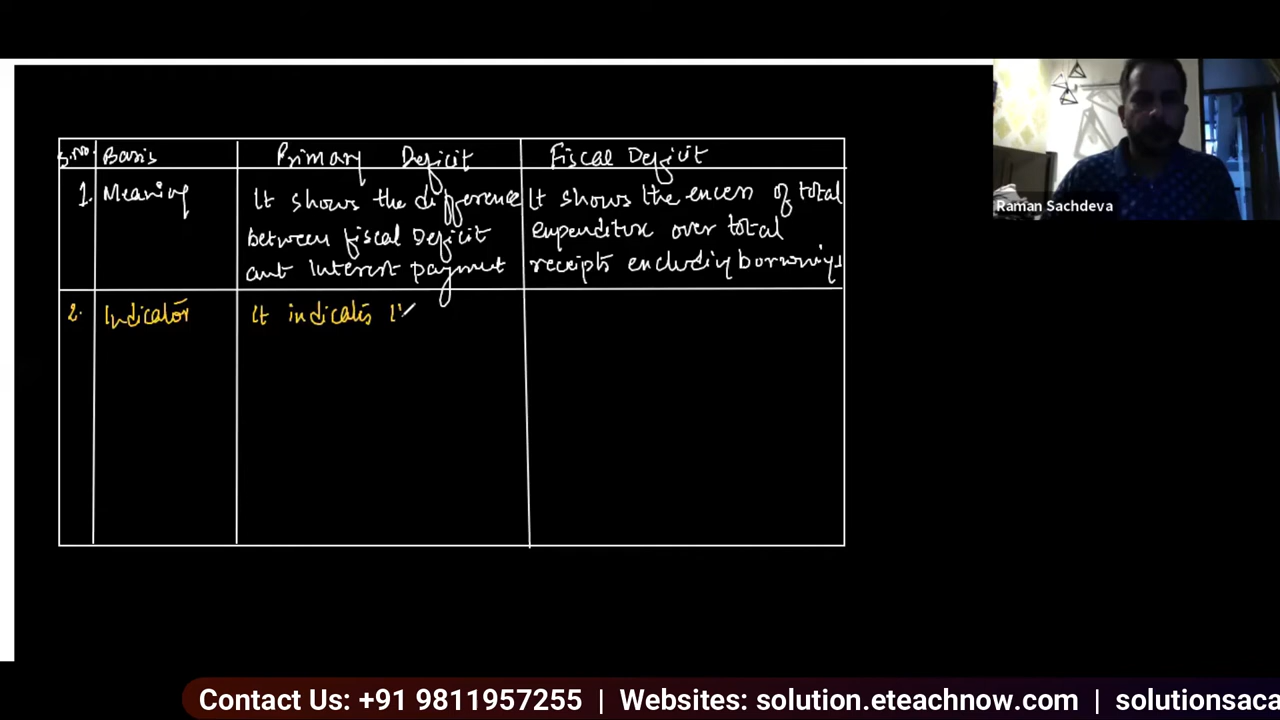 S.No. Basis Primary Deficit Fiscal Deficit
1. Meaning It shows the difference It shows the excess of total
between fiscal Deficit expenditure over total
and Interest payment receipts excluding borrowings
2. Indicator It indicates
Raman Sachdeva
Contact Us: +91 9811957255 | Websites: solution.eteachnow.com | solutionsaca